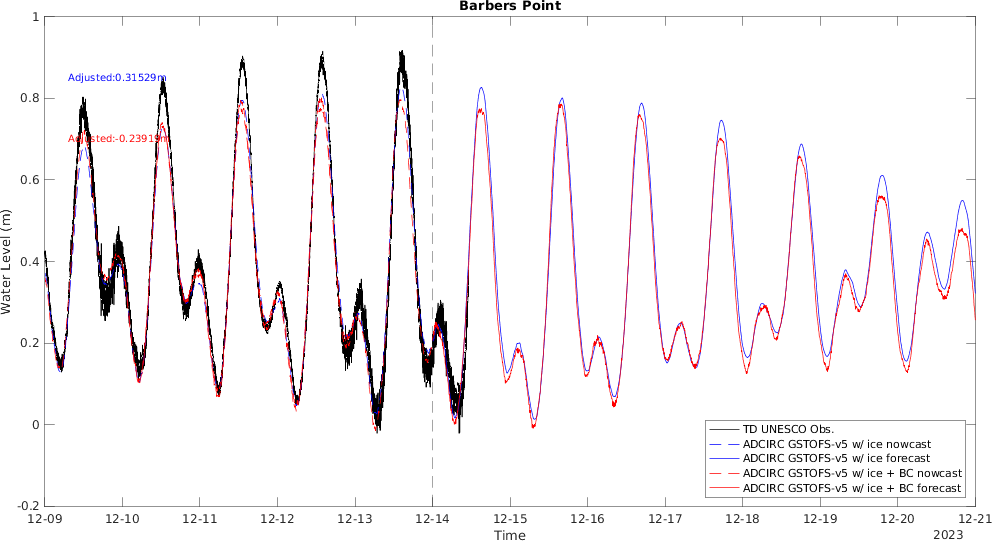 Barbers Point
Water Level (m)
1
0.8
0.6
0.4
0.2
0
-0.2
Adjusted:0.31529m
Adjusted:-0.23919m
TD UNESCO Obs.
ADCIRC GSTOFS-v5 w/ ice nowcast
ADCIRC GSTOFS-v5 w/ ice forecast
ADCIRC GSTOFS-v5 w/ ice + BC nowcast
ADCIRC GSTOFS-v5 w/ ice + BC forecast
12-09 12-10 12-11 12-12 12-13 12-14 12-15 12-16 12-17 12-18 12-19 12-20 12-21
Time
2023